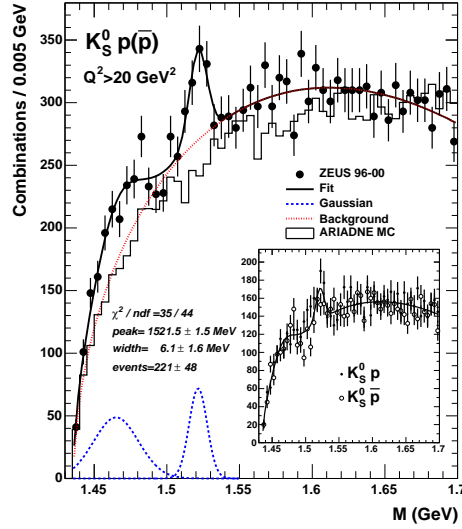 Combinations / 0.005 GeV
350
300
250
200
150
100
50
0
K⁰_S p(p̄)
Q² > 20 GeV²
ZEUS 96-00
Fit
Gaussian
Background
ARIADNE MC
χ² / ndf =35 / 44
peak= 1521.5 ± 1.5 MeV
width= 6.1 ± 1.6 MeV
events=221 ± 48
200
180
160
140
120
100
80
60
40
20
0
K⁰_S p
K⁰_S p̄
1.45 1.5 1.55 1.6 1.65 1.7
1.45 1.5 1.55 1.6 1.65 1.7
M (GeV)